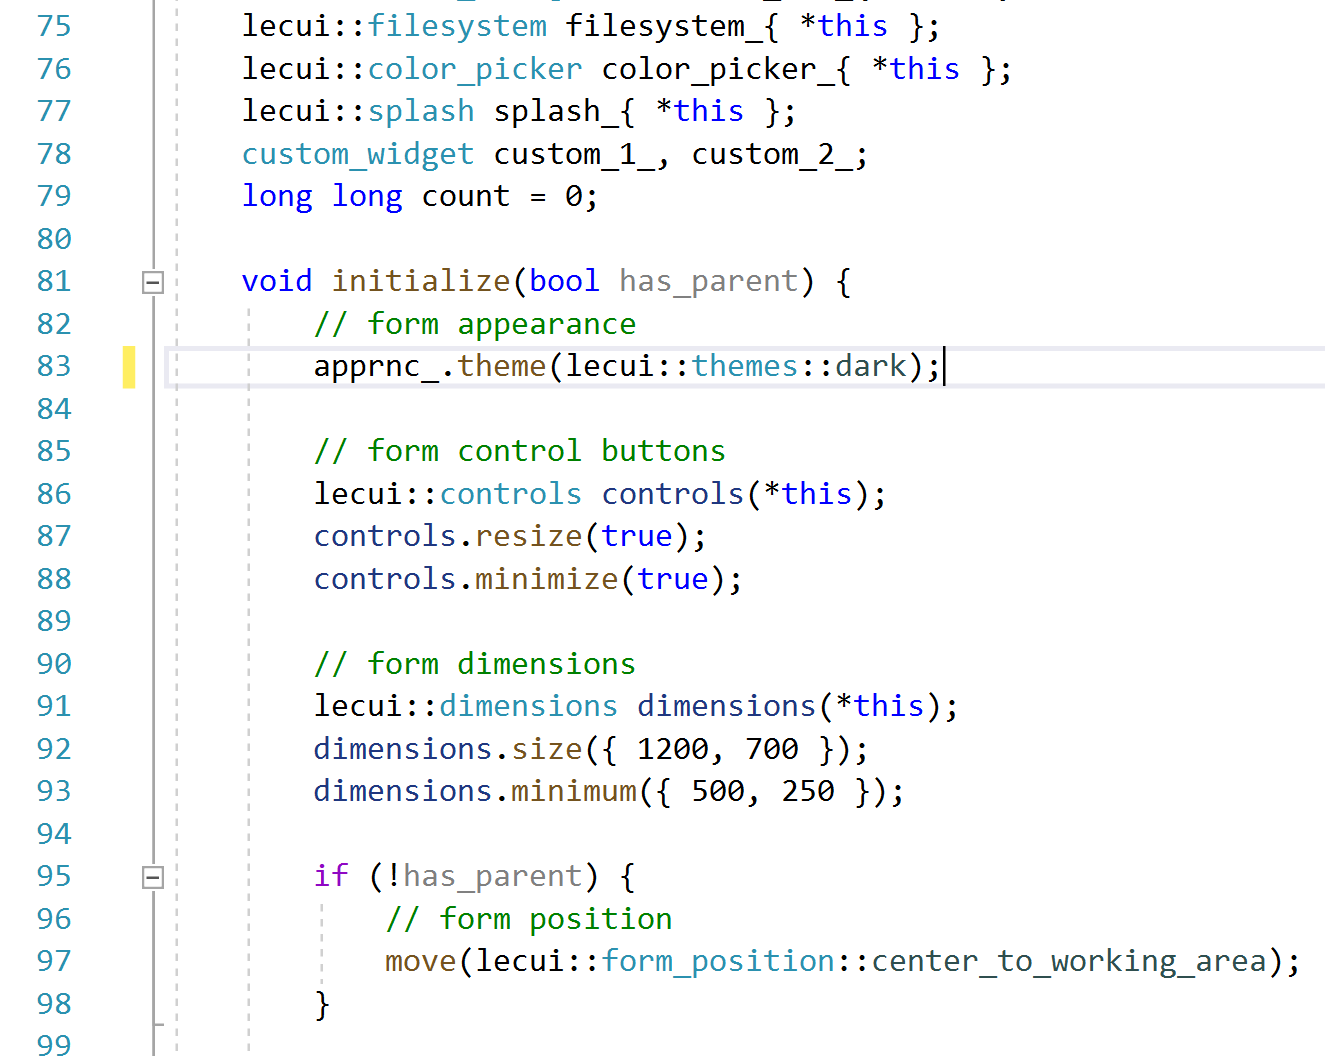 75 lecui::filesystem filesystem_{ *this };
76 lecui::color_picker color_picker_{ *this };
77 lecui::splash splash_{ *this };
78 custom_widget custom_1_, custom_2_;
79 long long count = 0;
80
81 void initialize(bool has_parent) {
82 // form appearance
83 apprnc_.theme(lecui::themes::dark);
84
85 // form control buttons
86 lecui::controls controls(*this);
87 controls.resize(true);
88 controls.minimize(true);
89
90 // form dimensions
91 lecui::dimensions dimensions(*this);
92 dimensions.size({ 1200, 700 });
93 dimensions.minimum({ 500, 250 });
94
95 if (!has_parent) {
96 // form position
97 move(lecui::form_position::center_to_working_area);
98 }
99